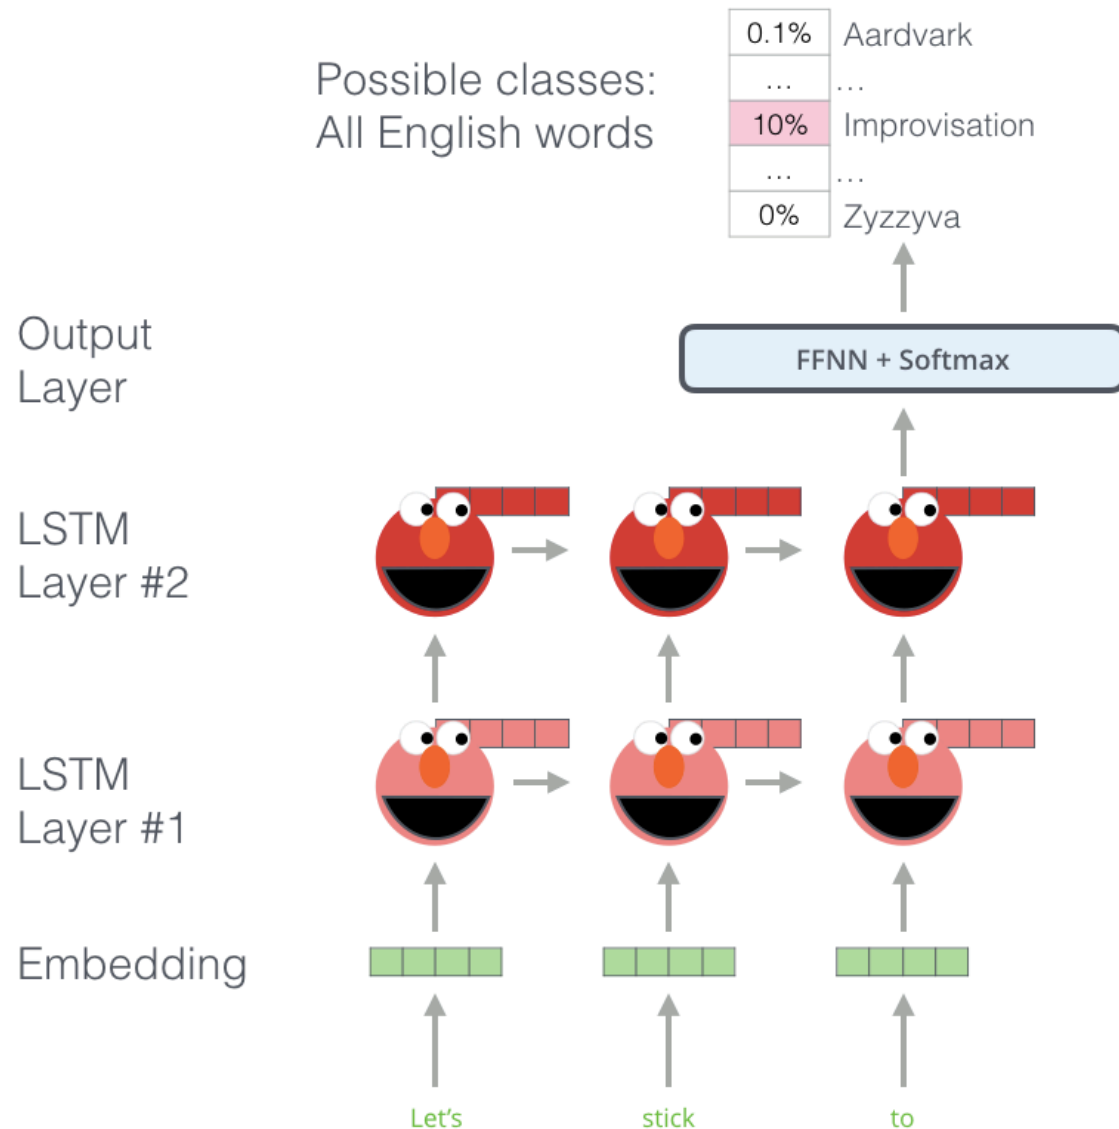 Possible classes:
All English words
0.1% Aardvark
... ...
10% Improvisation
... ...
0% Zyzzyva
Output
Layer
FFNN + Softmax
LSTM
Layer #2
LSTM
Layer #1
Embedding
Let's stick to